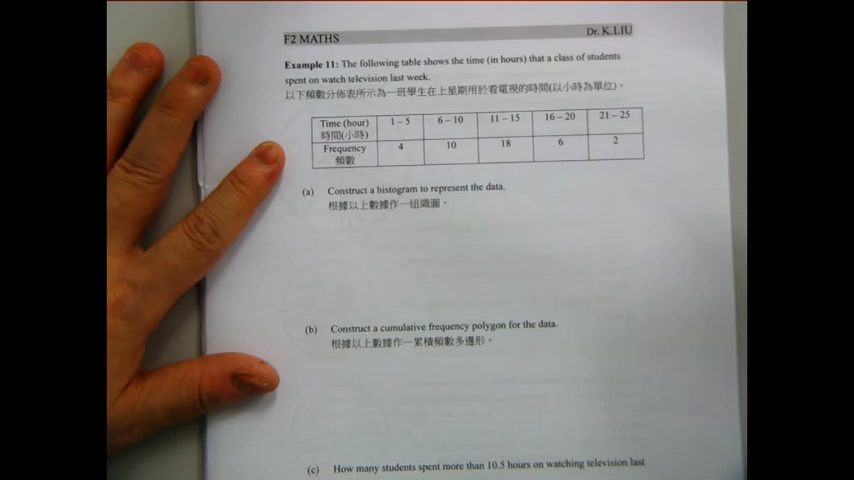 F2 MATHS
Dr. K.LIU
Example 11: The following table shows the time (in hours) that a class of students
spent on watch television last week.
以下頻數分佈表所示為一班學生在上星期用於看電視的時間(以小時為單位)。
Time (hour) 1 – 5 6 – 10 11 – 15 16 – 20 21 – 25
時間(小時)
Frequency 4 10 18 6 2
頻數
(a) Construct a histogram to represent the data.
根據以上數據作一組織圖。
(b) Construct a cumulative frequency polygon for the data.
根據以上數據作一累積頻數多邊形。
(c) How many students spent more than 10.5 hours on watching television last